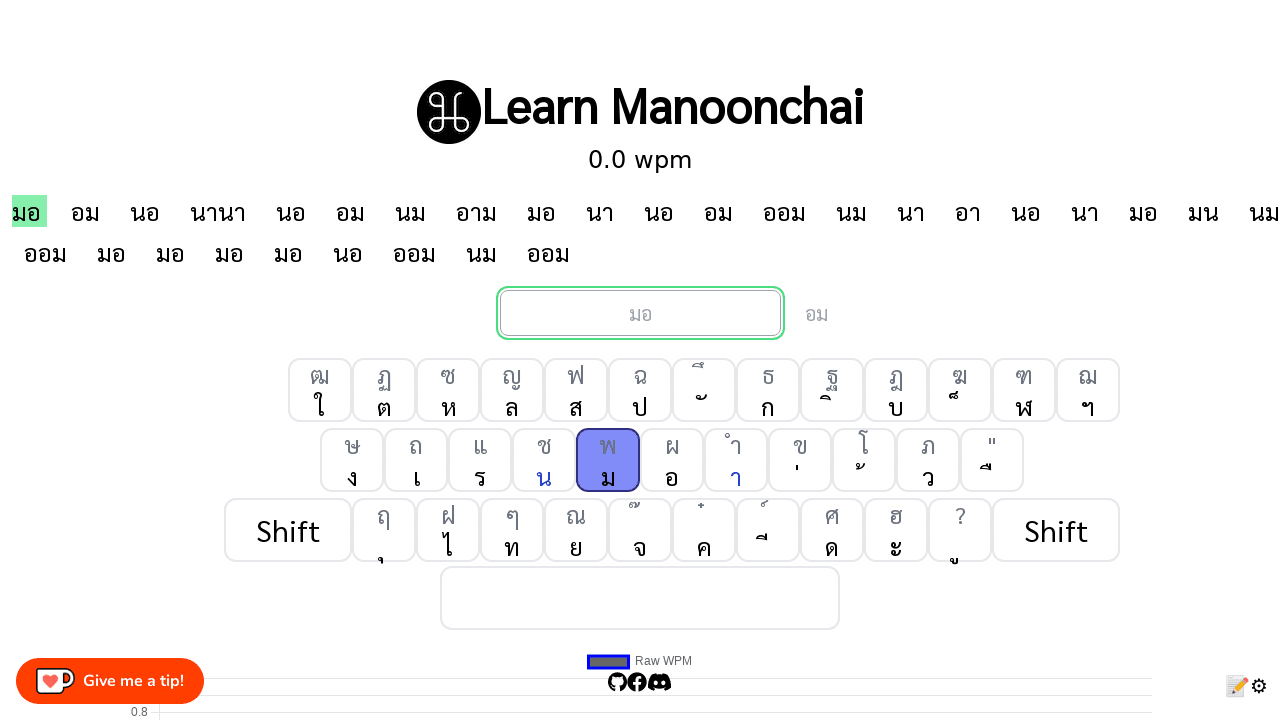 Learn Manoonchai
0.0 wpm
มอ อม นอ นานา นอ อม นม อาม มอ นา นอ อม ออม นม นา อา นอ นา มอ มน นม
ออม มอ มอ มอ มอ นอ ออม นม ออม
มอ อม
ฒ ฏ ซ ญ ฟ ฉ ึ ธ ฐ ฎ ฆ ฑ ฌ
ใ ต ห ล ส ป ั ก ิ บ ็ ฬ ฯ
ษ ถ แ ช พ ผ ำ ข โ ภ "
ง เ ร น ม อ า ่ ้ ว ื
Shift ฤ ฝ ๆ ณ ๊ ๋ ์ ศ ฮ ? Shift
ุ ไ ท ย จ ค ี ด ะ ู
Raw WPM
Give me a tip!
0.8